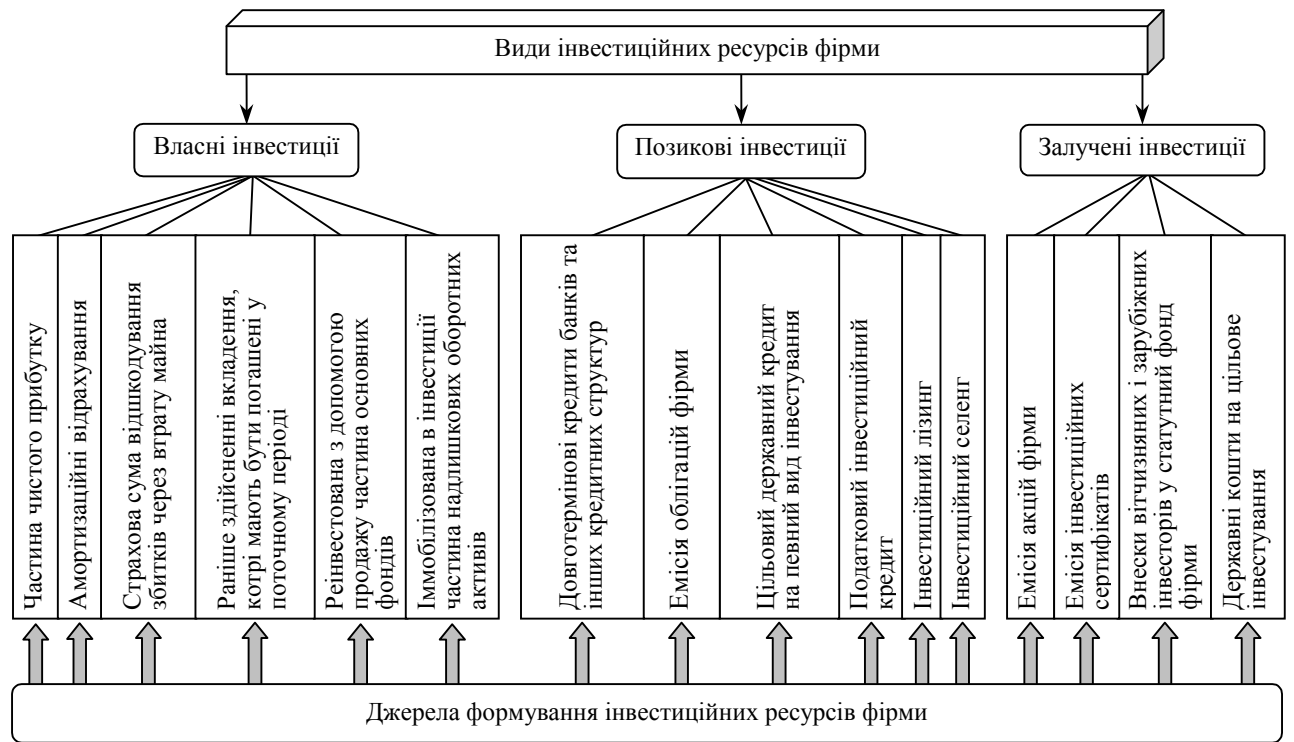 Види інвестиційних ресурсів фірми
Власні інвестиції
Позикові інвестиції
Залучені інвестиції
Частина чистого прибутку
Амортизаційні відрахування
Страхова сума відшкодування
збитків через втрату майна
Раніше здійсненні вкладення,
котрі мають бути погашені у
поточному періоді
Реінвестована з допомогою
продажу частина основних
фондів
Іммобілізована в інвестиції
частина надлишкових оборотних
активів
Довготермінові кредити банків та
інших кредитних структур
Емісія облігацій фірми
Цільовий державний кредит
на певний вид інвестування
Податковий інвестиційний
кредит
Інвестиційний лізинг
Інвестиційний селенг
Емісія акцій фірми
Емісія інвестиційних
сертифікатів
Внески вітчизняних і зарубіжних
інвесторів у статутний фонд
фірми
Державні кошти на цільове
інвестування
Джерела формування інвестиційних ресурсів фірми